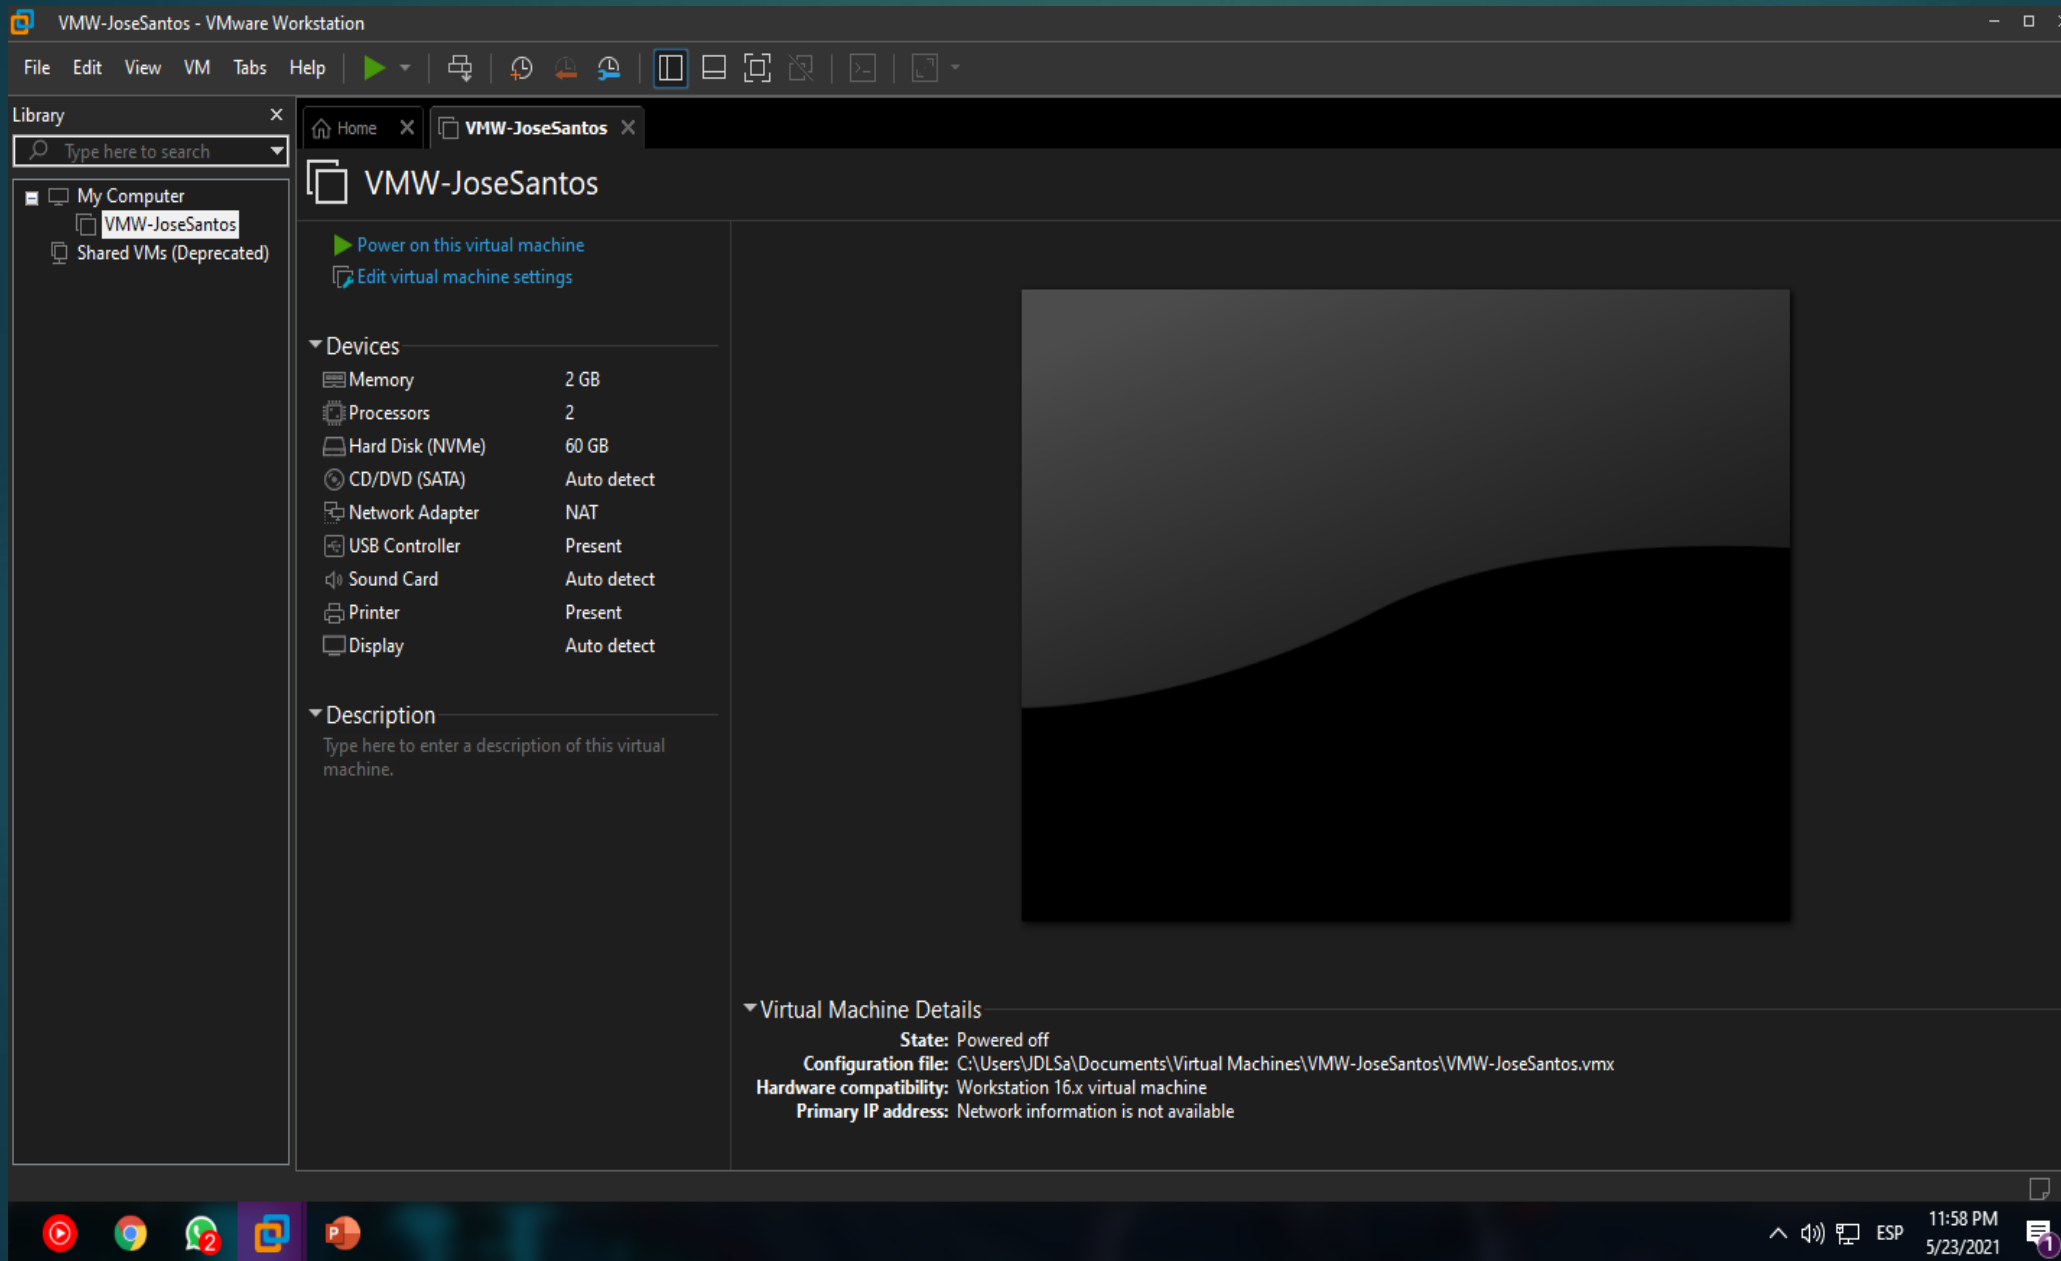 VMW-JoseSantos - VMware Workstation
File Edit View VM Tabs Help
Library
Type here to search
My Computer
VMW-JoseSantos
Shared VMs (Deprecated)
Home
VMW-JoseSantos
VMW-JoseSantos
Power on this virtual machine
Edit virtual machine settings
Devices
Memory 2 GB
Processors 2
Hard Disk (NVMe) 60 GB
CD/DVD (SATA) Auto detect
Network Adapter NAT
USB Controller Present
Sound Card Auto detect
Printer Present
Display Auto detect
Description
Type here to enter a description of this virtual
machine.
Virtual Machine Details
State: Powered off
Configuration file: C:\Users\JDLSa\Documents\Virtual Machines\VMW-JoseSantos\VMW-JoseSantos.vmx
Hardware compatibility: Workstation 16.x virtual machine
Primary IP address: Network information is not available
2
P
ESP
11:58 PM
5/23/2021
1